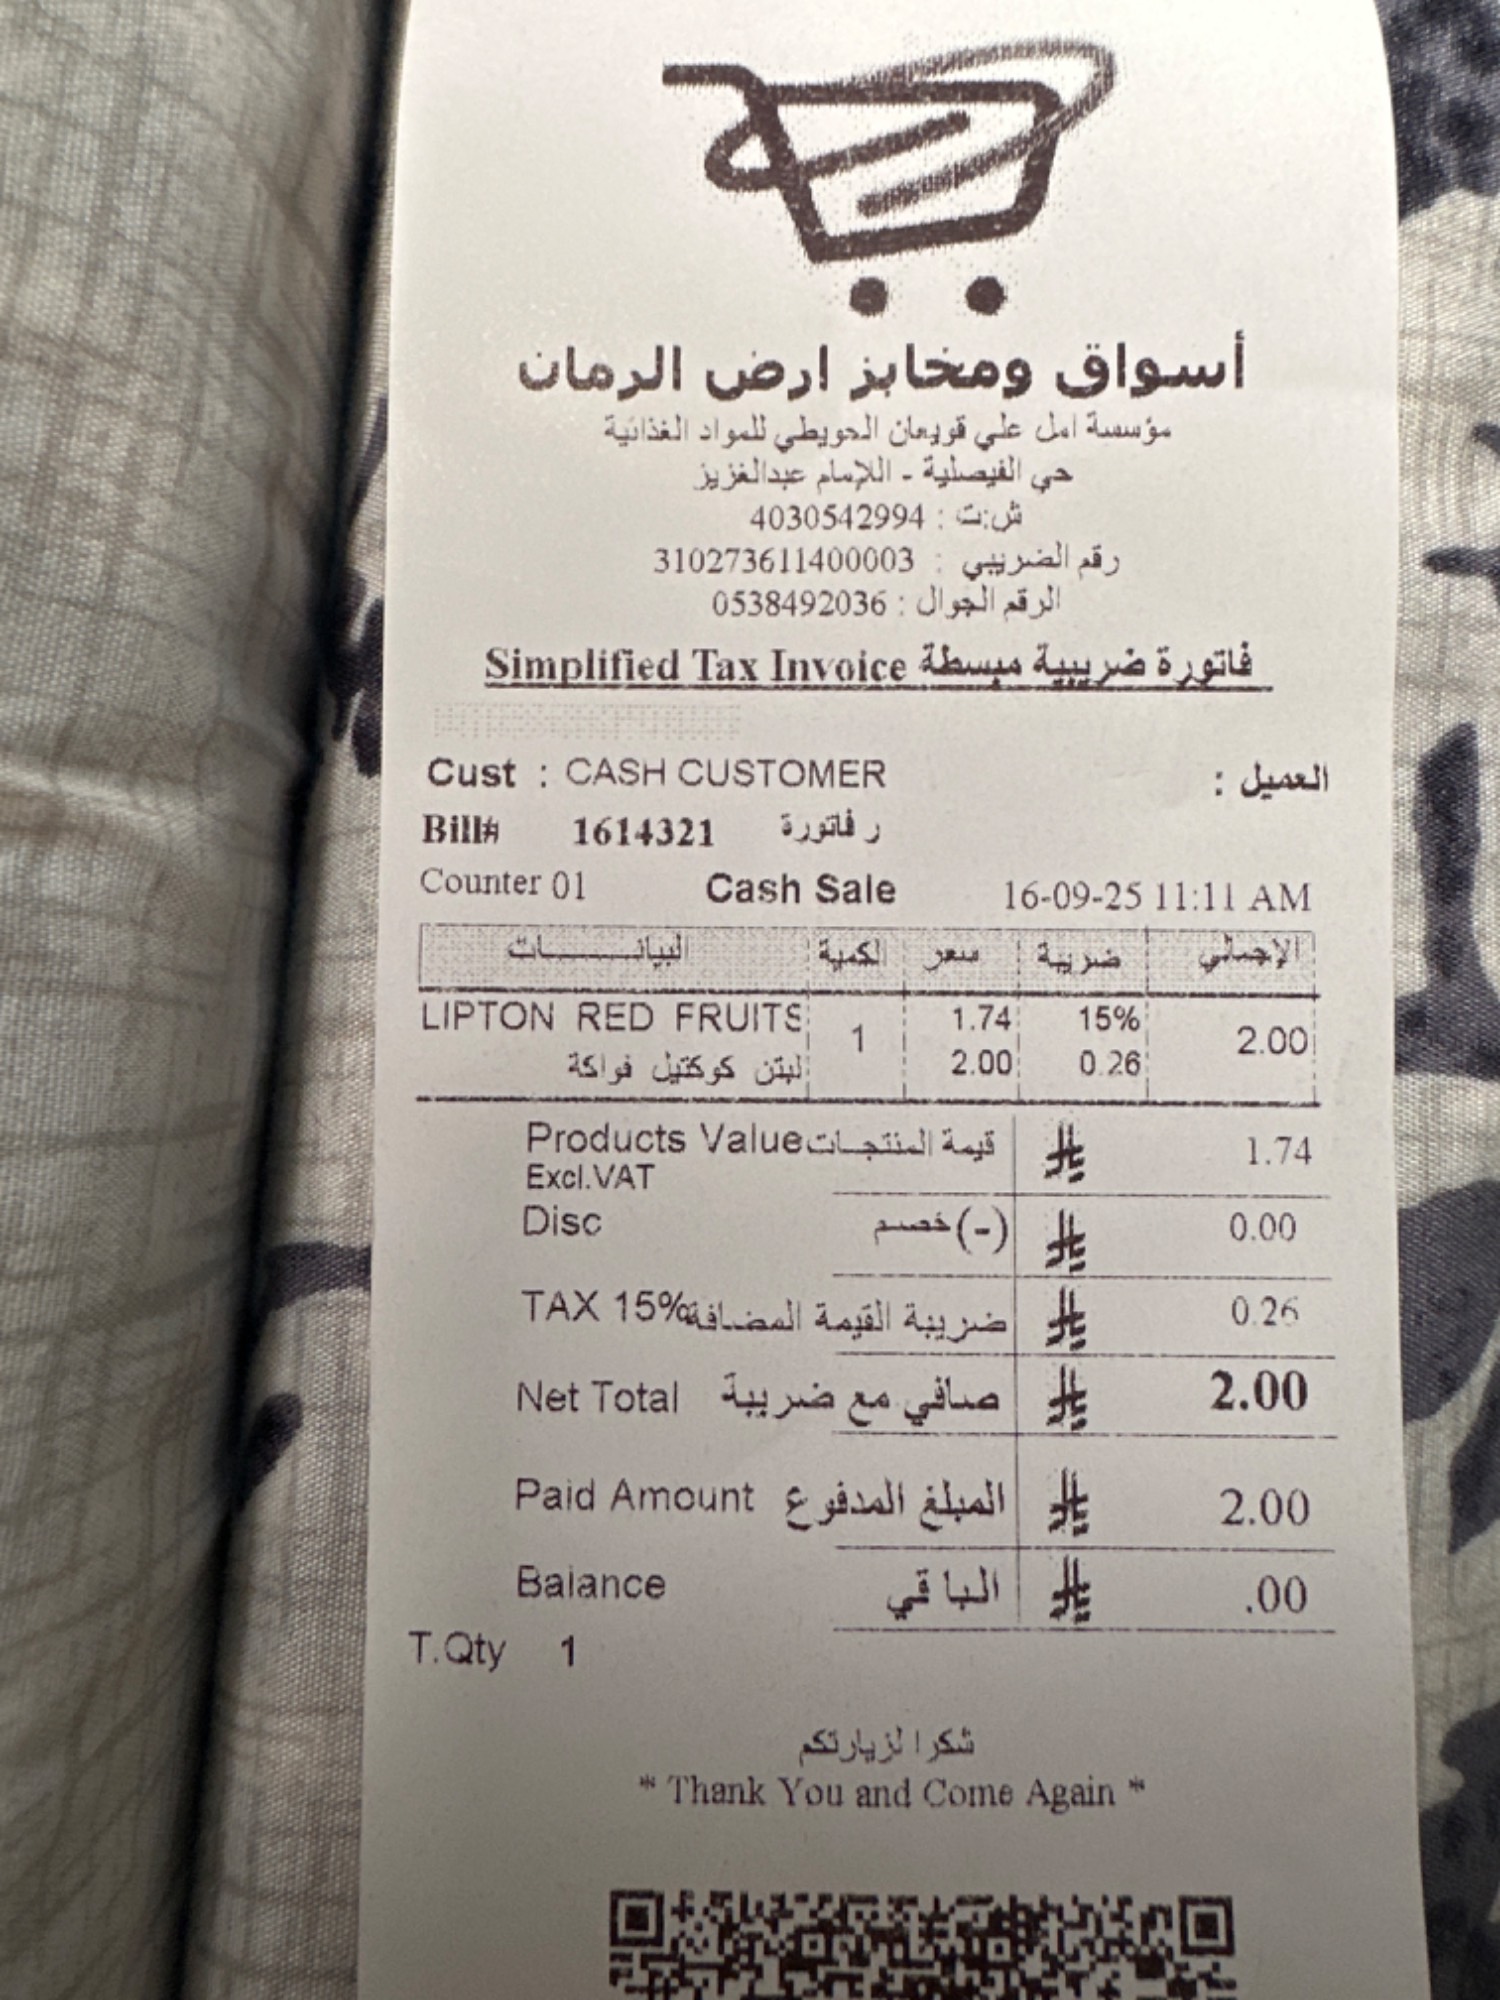 أسواق ومخابز ارض الرمان
مؤسسة امل علي قويعان الحويطي للمواد الغذائية
حي الفيصلية - اللإمام عبدالغزيز
ش:ت : 4030542994
رقم الضريبي : 310273611400003
الرقم الجوال : 0538492036
Simplified Tax Invoice فاتورة ضريبية مبسطة
Cust : CASH CUSTOMER العميل :
Bill# 1614321 ر فاتورة
Counter 01 Cash Sale 16-09-25 11:11 AM
البيانــــــات الكمية سعر ضريبة الإجمالي
LIPTON RED FRUITS 1 1.74 15% 2.00
لبتن كوكتيل فواكة 2.00 0.26
Products Value قيمة المنتجـات 1.74
Excl.VAT
Disc خصم (-) 0.00
TAX 15% ضريبة القيمة المضافة 0.26
Net Total صافي مع ضريبة 2.00
Paid Amount المبلغ المدفوع 2.00
Balance الباقي .00
T.Qty 1
شكرا لزيارتكم
* Thank You and Come Again *